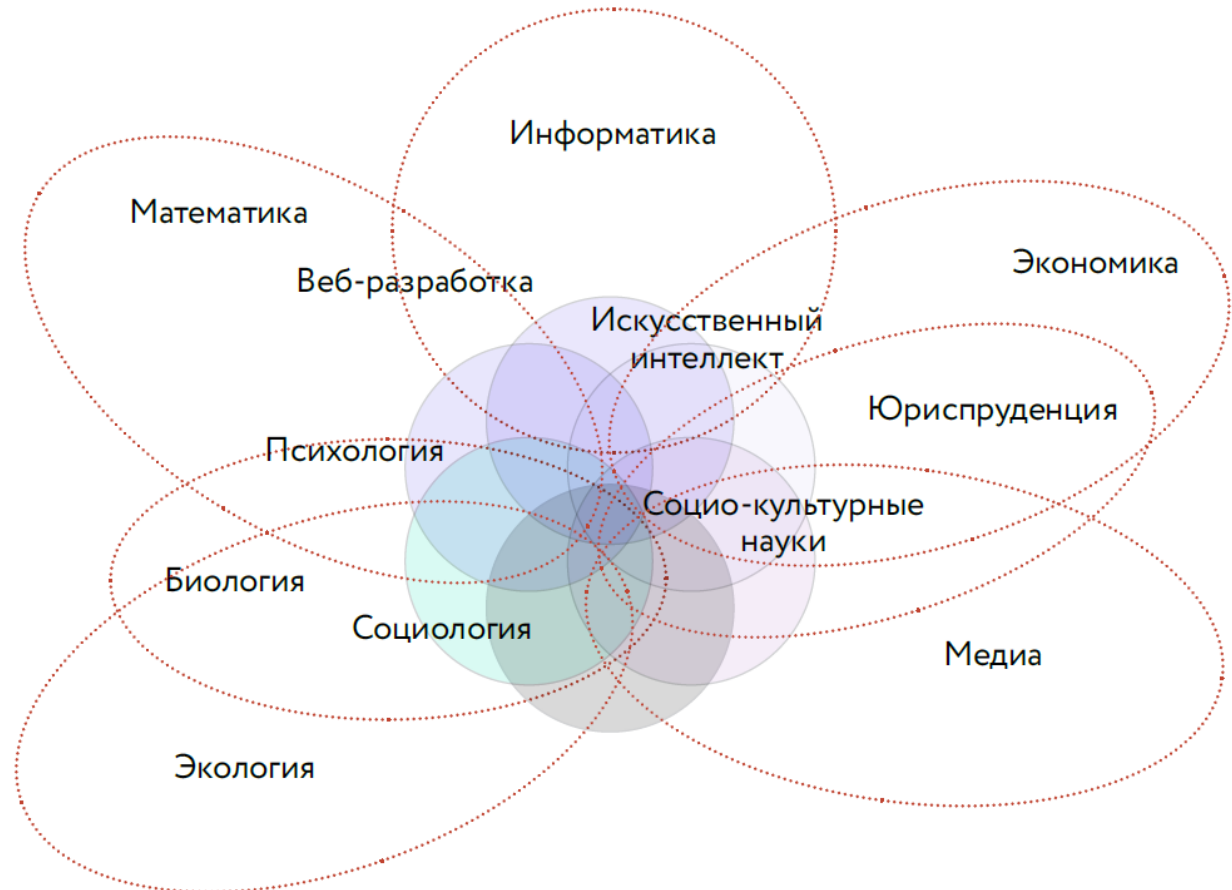 Информатика
Математика
Экономика
Веб-разработка
Искусственный
интеллект
Юриспруденция
Психология
Социо-культурные
науки
Биология
Социология
Медиа
Экология